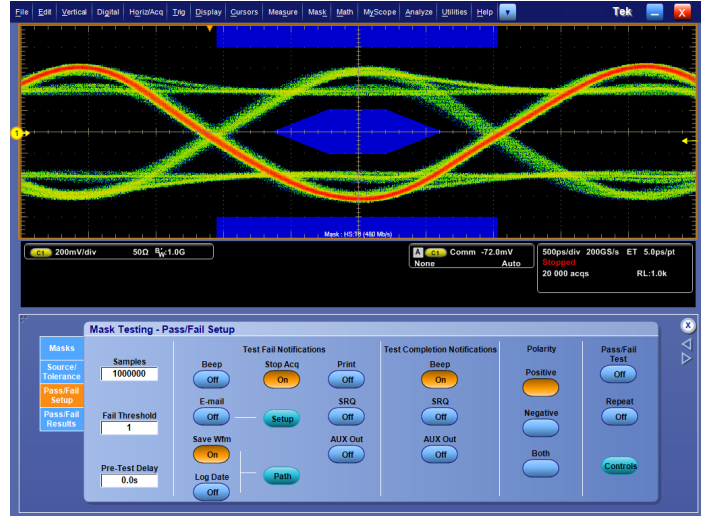 File Edit Vertical Digital Horiz/Acq Trig Display Cursors Measure Mask Math MyScope Analyze Utilities Help Tek X
1
Mask : HS:T6 (480 Mb/s)
C1 200mV/div 50Ω BW:1.0G
A C1 Comm -72.0mV
None Auto
500ps/div 200GS/s ET 5.0ps/pt
Stopped
20 000 acqs RL:1.0k
Mask Testing - Pass/Fail Setup X
Masks
Source/
Tolerance
Pass/Fail
Setup
Pass/Fail
Results
Samples
1000000
Fail Threshold
1
Pre-Test Delay
0.0s
Test Fail Notifications
Beep
Off
Stop Acq
On
Print
Off
E-mail
Off
Setup
SRQ
Off
Save Wfm
On
AUX Out
Off
Log Date
Off
Path
Test Completion Notifications
Beep
On
SRQ
Off
AUX Out
Off
Polarity
Positive
Negative
Both
Pass/Fail
Test
Off
Repeat
Off
Controls